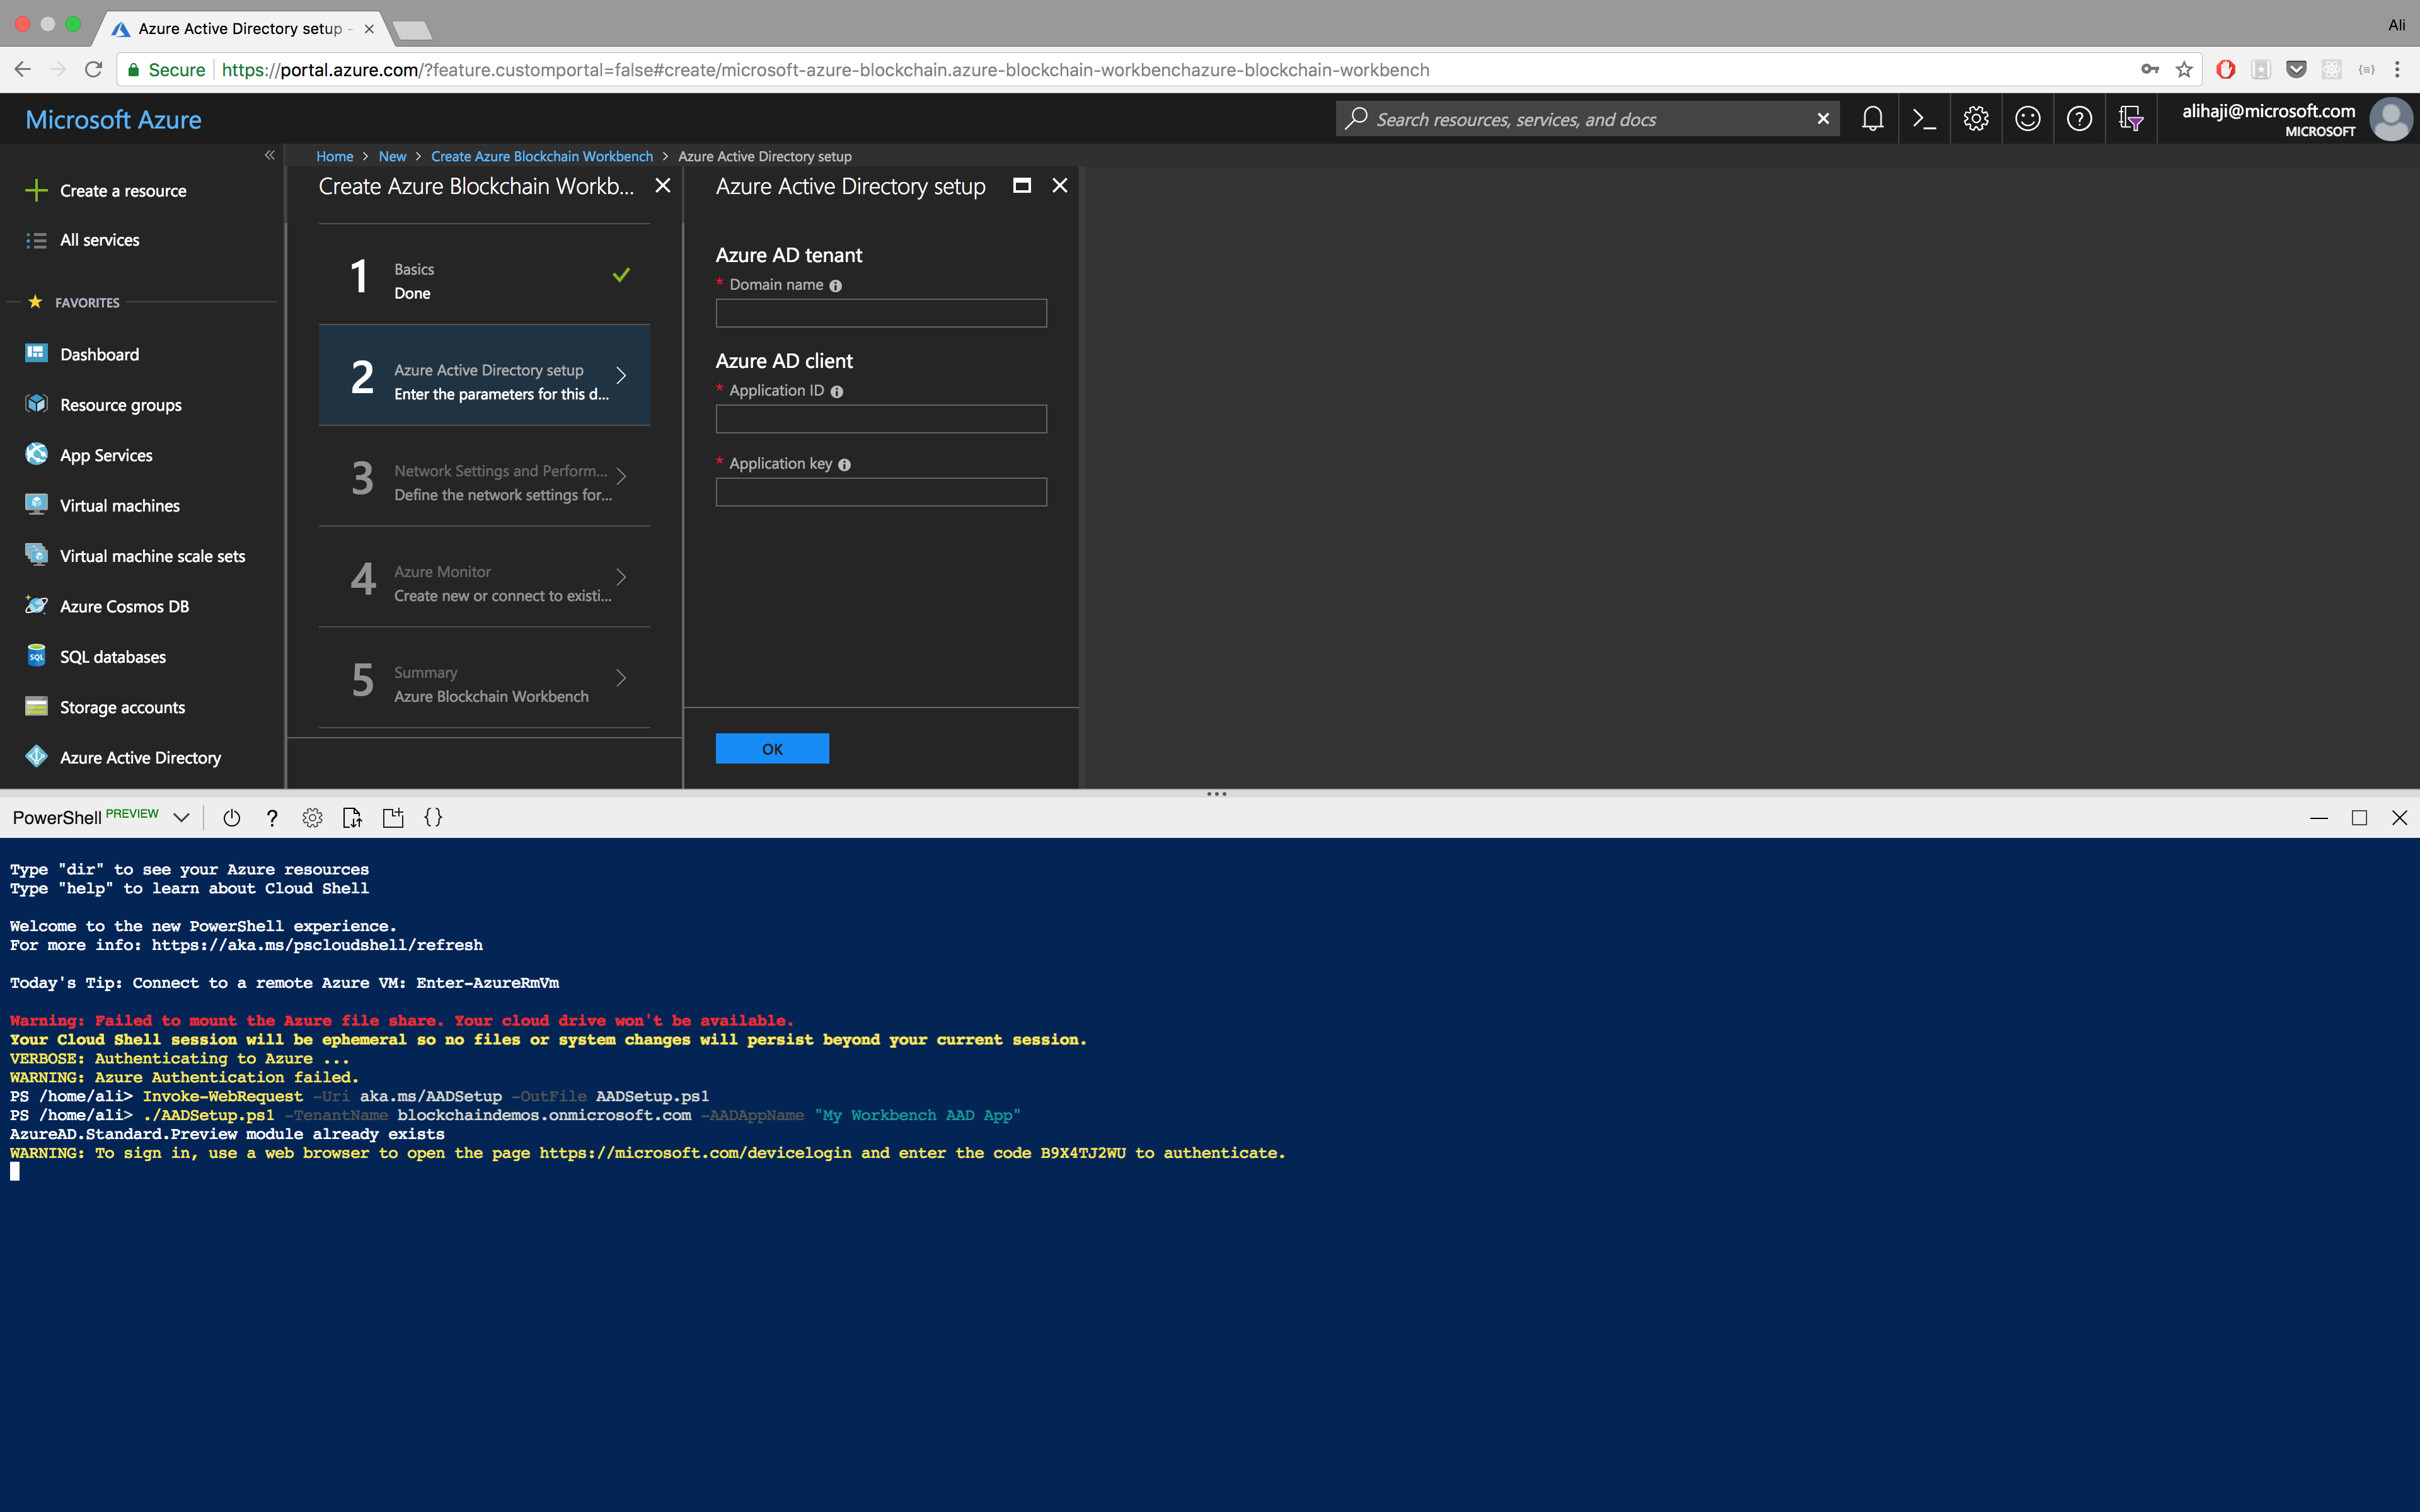 Azure Active Directory setup -
Ali
Secure https://portal.azure.com/?feature.customportal=false#create/microsoft-azure-blockchain.azure-blockchain-workbenchazure-blockchain-workbench
Microsoft Azure
Search resources, services, and docs
alihaji@microsoft.com
MICROSOFT
Create a resource
All services
FAVORITES
Dashboard
Resource groups
App Services
Virtual machines
Virtual machine scale sets
Azure Cosmos DB
SQL
SQL databases
Storage accounts
Azure Active Directory
Home > New > Create Azure Blockchain Workbench > Azure Active Directory setup
Create Azure Blockchain Workb...
1
Basics
Done
2
Azure Active Directory setup
Enter the parameters for this d...
3
Network Settings and Perform...
Define the network settings for...
4
Azure Monitor
Create new or connect to existi...
5
Summary
Azure Blockchain Workbench
Azure Active Directory setup
Azure AD tenant
* Domain name
Azure AD client
* Application ID
* Application key
OK
PowerShell PREVIEW
Type "dir" to see your Azure resources
Type "help" to learn about Cloud Shell
Welcome to the new PowerShell experience.
For more info: https://aka.ms/pscloudshell/refresh
Today's Tip: Connect to a remote Azure VM: Enter-AzureRmVm
Warning: Failed to mount the Azure file share. Your cloud drive won't be available.
Your Cloud Shell session will be ephemeral so no files or system changes will persist beyond your current session.
VERBOSE: Authenticating to Azure ...
WARNING: Azure Authentication failed.
PS /home/ali> Invoke-WebRequest -Uri aka.ms/AADSetup -OutFile AADSetup.ps1
PS /home/ali> ./AADSetup.ps1 -TenantName blockchaindemos.onmicrosoft.com -AADAppName "My Workbench AAD App"
AzureAD.Standard.Preview module already exists
WARNING: To sign in, use a web browser to open the page https://microsoft.com/devicelogin and enter the code B9X4TJ2WU to authenticate.